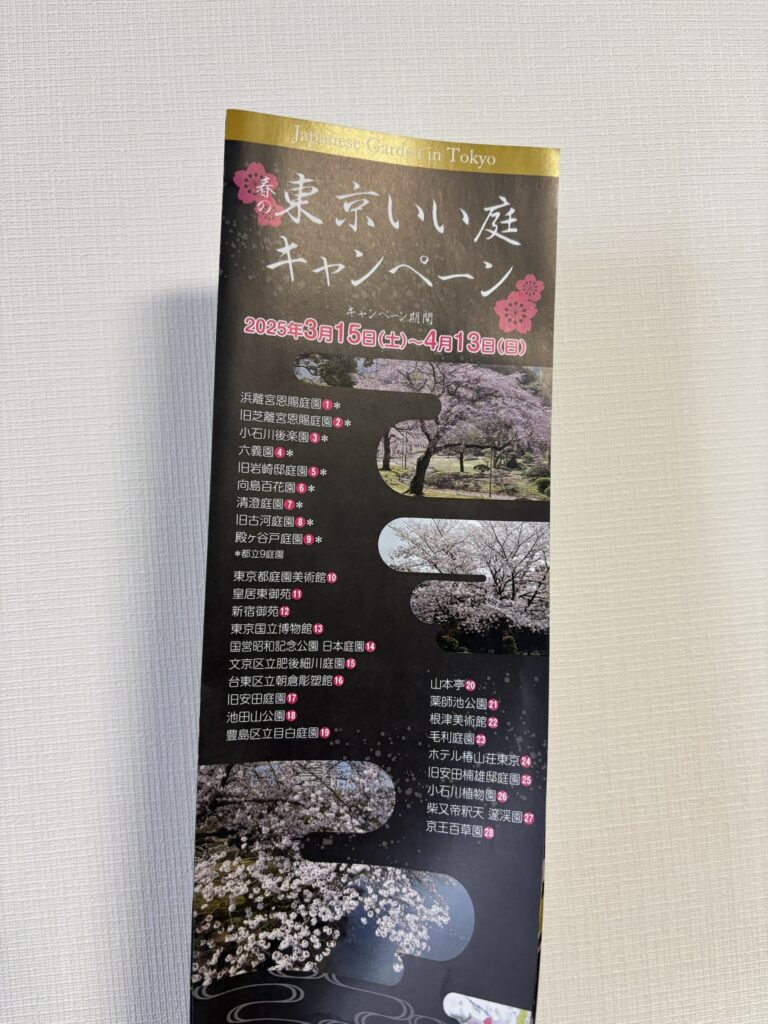 Japanese Garden in Tokyo
春の
東京いい庭
キャンペーン
キャンペーン期間
2025年3月15日(土)〜4月13日(日)
浜離宮恩賜庭園1*
旧芝離宮恩賜庭園2*
小石川後楽園3*
六義園4*
旧岩崎邸庭園5*
向島百花園6*
清澄庭園7*
旧古河庭園8*
殿ヶ谷戸庭園9*
*都立9庭園
東京都庭園美術館10
皇居東御苑11
新宿御苑12
東京国立博物館13
国営昭和記念公園 日本庭園14
文京区立肥後細川庭園15
台東区立朝倉彫塑館16
旧安田庭園17
池田山公園18
豊島区立目白庭園19
山本亭20
薬師池公園21
根津美術館22
毛利庭園23
ホテル椿山荘東京24
旧安田楠雄邸庭園25
小石川植物園26
柴又帝釈天 邃渓園27
京王百草園28